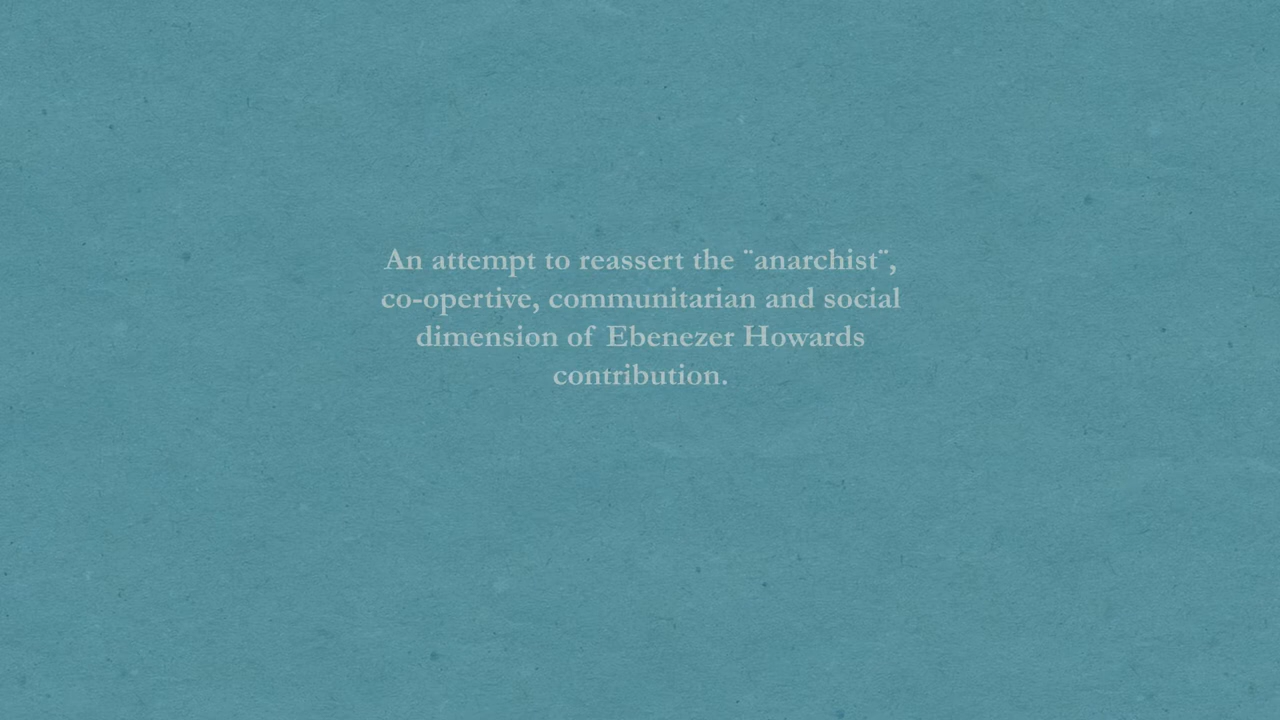 An attempt to reassert the ¨anarchist¨,
co-opertive, communitarian and social
dimension of Ebenezer Howards
contribution.